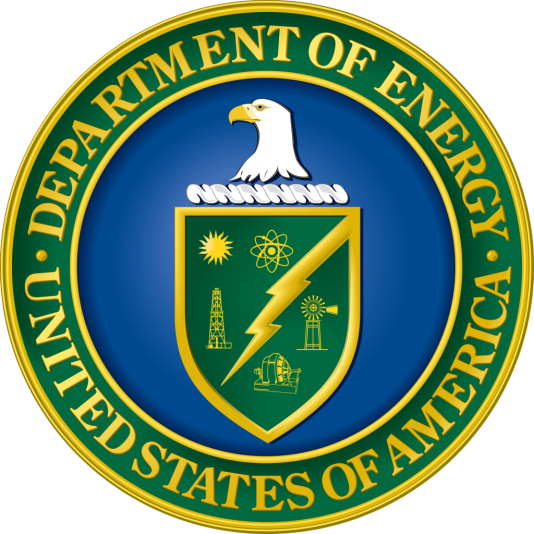 DEPARTMENT OF ENERGY
UNITED STATES OF AMERICA